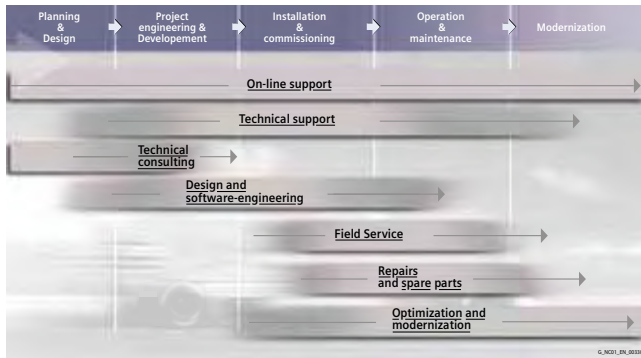 Planning
&
Design
Project
engineering &
Developement
Installation
&
commissioning
Operation
&
maintenance
Modernization
On-line support
Technical support
Technical
consulting
Design and
software-engineering
Field Service
Repairs
and spare parts
Optimization and
modernization